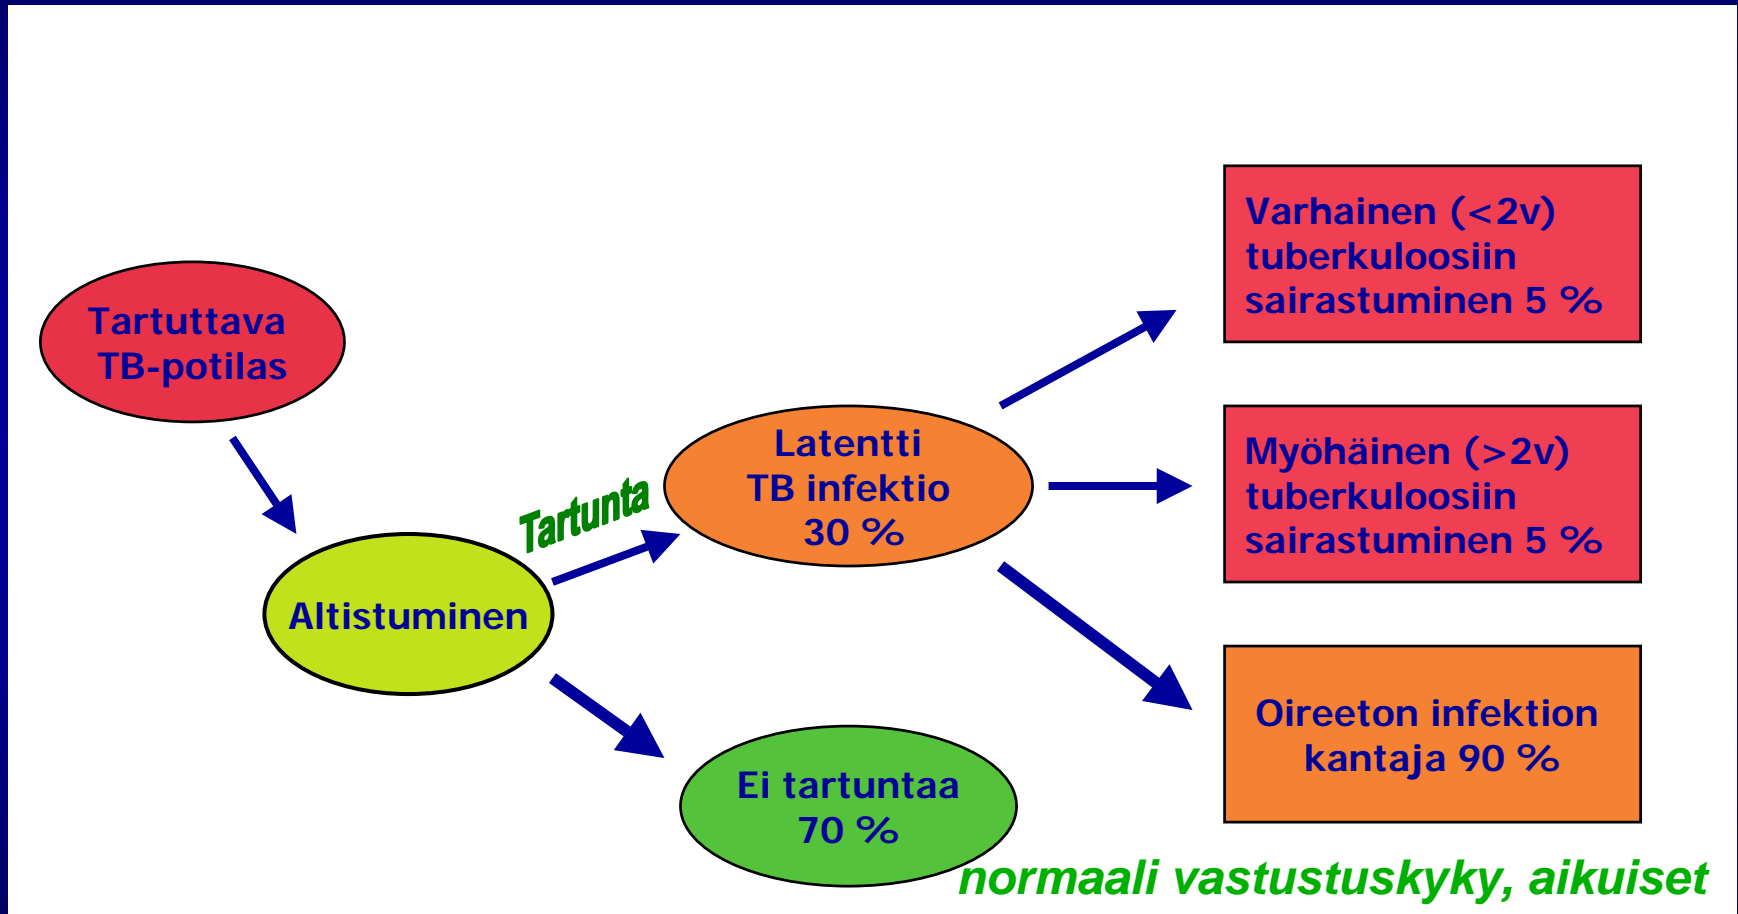 Tartuttava
TB-potilas
Altistuminen
Tartunta
Latentti
TB infektio
30 %
Ei tartuntaa
70 %
Varhainen (<2v)
tuberkuloosiin
sairastuminen 5 %
Myöhäinen (>2v)
tuberkuloosiin
sairastuminen 5 %
Oireeton infektion
kantaja 90 %
normaali vastustuskyky, aikuiset